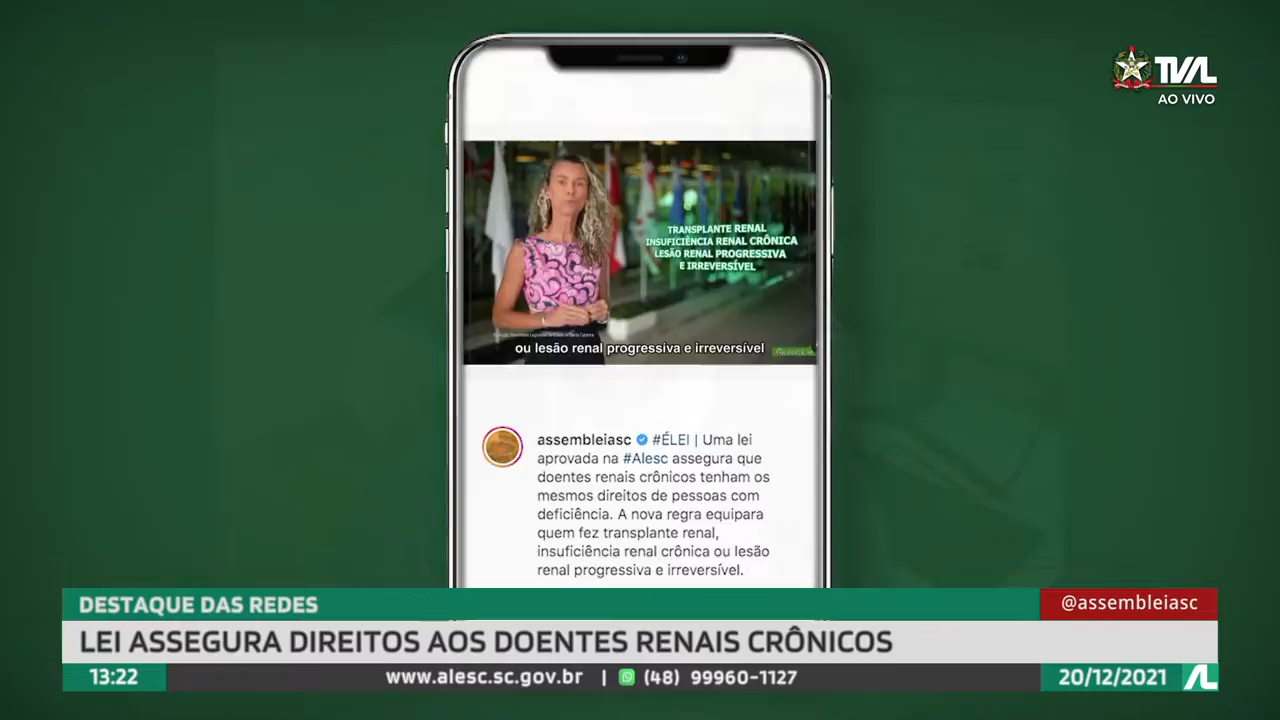 TVAL
AO VIVO
TRANSPLANTE RENAL
INSUFICIÊNCIA RENAL CRÔNICA
LESÃO RENAL PROGRESSIVA
E IRREVERSÍVEL
ou lesão renal progressiva e irreversível
assembleiasc #ÉLEI | Uma lei
aprovada na #Alesc assegura que
doentes renais crônicos tenham os
mesmos direitos de pessoas com
deficiência. A nova regra equipara
quem fez transplante renal,
insuficiência renal crônica ou lesão
renal progressiva e irreversível.
DESTAQUE DAS REDES
@assembleiasc
LEI ASSEGURA DIREITOS AOS DOENTES RENAIS CRÔNICOS
13:22
www.alesc.sc.gov.br | (48) 99960-1127
20/12/2021
AL